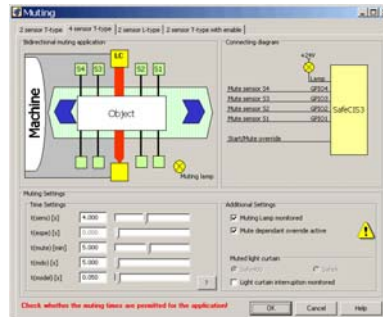 Muting
2 sensor T-type 4 sensor T-type 2 sensor L-type 2 sensor T-type with enable
Bidirectional muting application
LC
S4 S3 S2 S1
Machine
Object
Muting lamp
Connecting diagram
+24V
Lamp
Mute sensor S4 GPIO4
Mute sensor S3 GPIO3
Mute sensor S2 GPIO2
Mute sensor S1 GPIO1
SafeCIS3
Start/Mute override
Muting Settings
Time Settings
t(sens) [s] 4.000
0.000
t(mute) [min] 5.000
5.000
0.050
?
Additional Settings
Muting Lamp monitored
Mute dependant override active
Muted light curtain
Light curtain interruption monitored
Check whether the muting times are permitted for the application!
OK Cancel Help